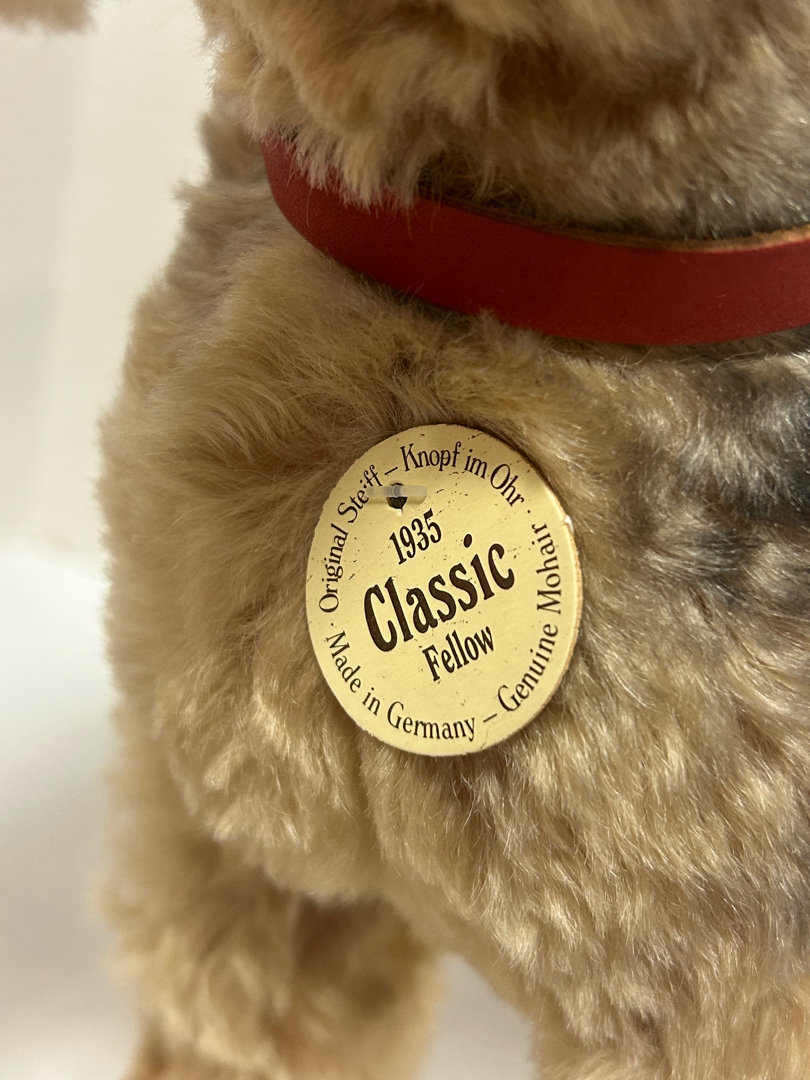 · Original Steiff – Knopf im Ohr ·
1935
Classic
Fellow
Made in Germany – Genuine Mohair